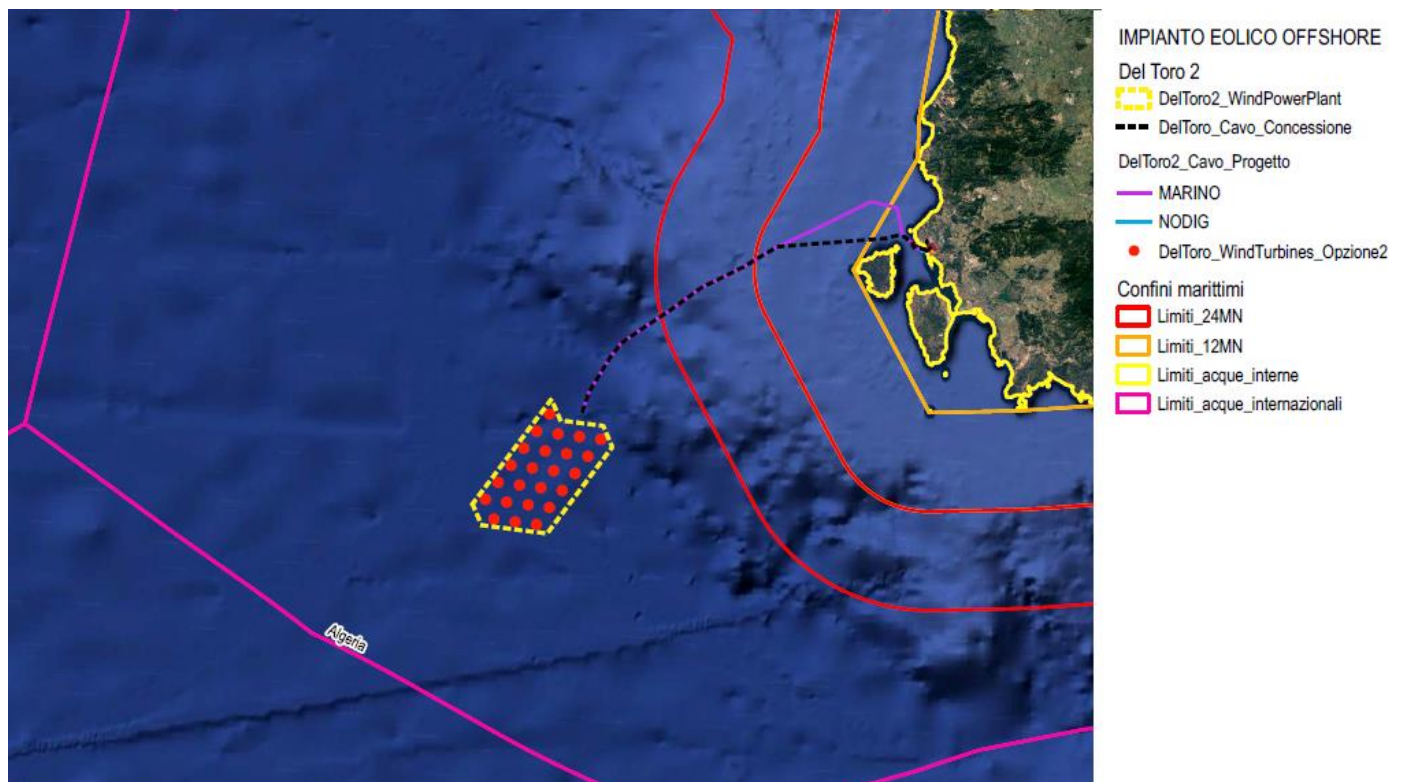 IMPIANTO EOLICO OFFSHORE
Del Toro 2
DelToro2_WindPowerPlant
DelToro_Cavo_Concessione
DelToro2_Cavo_Progetto
MARINO
NODIG
DelToro_WindTurbines_Opzione2
Confini marittimi
Limiti_24MN
Limiti_12MN
Limiti_acque_interne
Limiti_acque_internazionali
Algeria